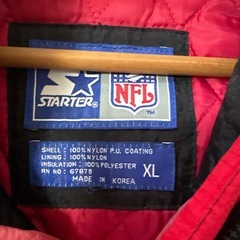 STARTER®
NFL
TM
SHELL : 100% NYLON P.U. COATING
LINING : 100% NYLON
INSULATION : 100% POLYESTER
RN NO : 67679
MADE IN KOREA
XL